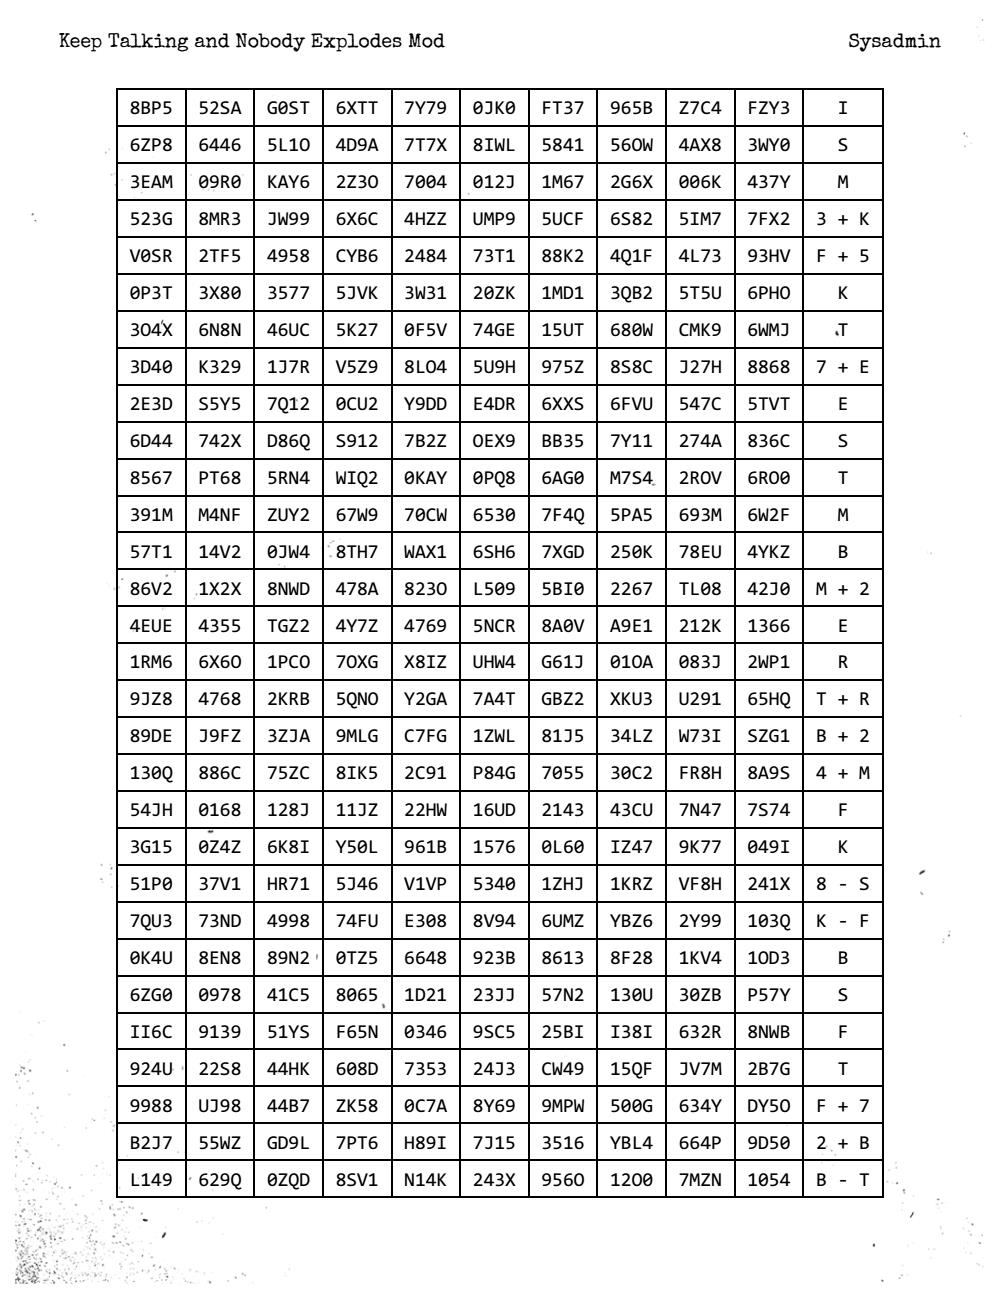 Keep Talking and Nobody Explodes Mod Sysadmin
8BP5 52SA G0ST 6XTT 7Y79 0JK0 FT37 965B Z7C4 FZY3 I
6ZP8 6446 5L1O 4D9A 7T7X 8IWL 5841 56OW 4AX8 3WY0 S
3EAM 09R0 KAY6 2Z3O 7004 012J 1M67 2G6X 006K 437Y M
523G 8MR3 JW99 6X6C 4HZZ UMP9 5UCF 6S82 5IM7 7FX2 3 + K
V0SR 2TF5 4958 CYB6 2484 73T1 88K2 4Q1F 4L73 93HV F + 5
0P3T 3X80 3577 5JVK 3W31 20ZK 1MD1 3QB2 5T5U 6PHO K
3O4X 6N8N 46UC 5K27 0F5V 74GE 15UT 680W CMK9 6WMJ T
3D40 K329 1J7R V5Z9 8LO4 5U9H 975Z 8S8C J27H 8868 7 + E
2E3D S5Y5 7Q12 0CU2 Y9DD E4DR 6XXS 6FVU 547C 5TVT E
6D44 742X D86Q S912 7B2Z OEX9 BB35 7Y11 274A 836C S
8567 PT68 5RN4 WIQ2 0KAY 0PQ8 6AG0 M7S4 2ROV 6RO0 T
391M M4NF ZUY2 67W9 70CW 6530 7F4Q 5PA5 693M 6W2F M
57T1 14V2 0JW4 8TH7 WAX1 6SH6 7XGD 250K 78EU 4YKZ B
86V2 1X2X 8NWD 478A 823O L509 5BI0 2267 TL08 42J0 M + 2
4EUE 4355 TGZ2 4Y7Z 4769 5NCR 8A0V A9E1 212K 1366 E
1RM6 6X6O 1PCO 7OXG X8IZ UHW4 G61J 01OA 083J 2WP1 R
9JZ8 4768 2KRB 5QNO Y2GA 7A4T GBZ2 XKU3 U291 65HQ T + R
89DE J9FZ 3ZJA 9MLG C7FG 1ZWL 81J5 34LZ W73I SZG1 B + 2
130Q 886C 75ZC 8IK5 2C91 P84G 7055 30C2 FR8H 8A9S 4 + M
54JH 0168 128J 11JZ 22HW 16UD 2143 43CU 7N47 7S74 F
3G15 0Z4Z 6K8I Y50L 961B 1576 0L60 IZ47 9K77 049I K
51P0 37V1 HR71 5J46 V1VP 5340 1ZHJ 1KRZ VF8H 241X 8 - S
7QU3 73ND 4998 74FU E308 8V94 6UMZ YBZ6 2Y99 103Q K - F
0K4U 8EN8 89N2 0TZ5 6648 923B 8613 8F28 1KV4 1OD3 B
6ZG0 0978 41C5 8065 1D21 23JJ 57N2 130U 30ZB P57Y S
II6C 9139 51YS F65N 0346 9SC5 25BI I38I 632R 8NWB F
924U 22S8 44HK 608D 7353 24J3 CW49 15QF JV7M 2B7G T
9988 UJ98 44B7 ZK58 0C7A 8Y69 9MPW 500G 634Y DY5O F + 7
B2J7 55WZ GD9L 7PT6 H89I 7J15 3516 YBL4 664P 9D50 2 + B
L149 629Q 0ZQD 8SV1 N14K 243X 956O 12O0 7MZN 1054 B - T